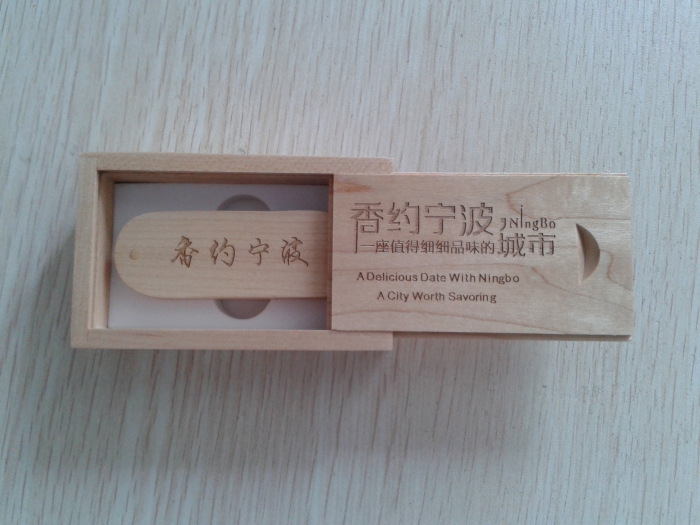 香约宁波
香约宁波 JNingBo
一座值得细细品味的城市
A Delicious Date With Ningbo
A City Worth Savoring